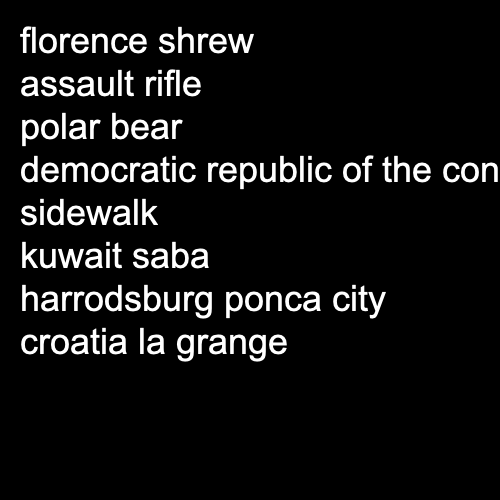 florence shrew
assault rifle
polar bear
democratic republic of the con
sidewalk
kuwait saba
harrodsburg ponca city
croatia la grange